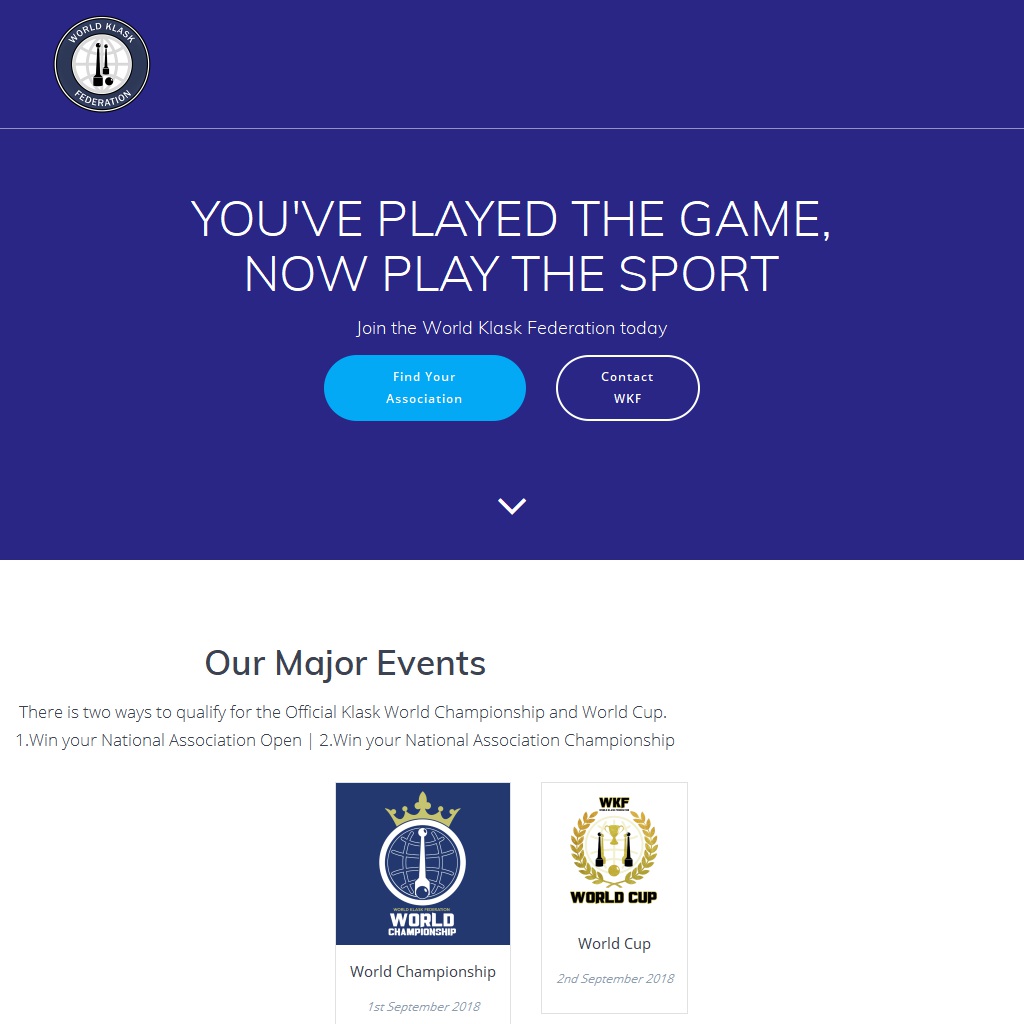 WORLD KLASK
FEDERATION
YOU'VE PLAYED THE GAME,
NOW PLAY THE SPORT
Join the World Klask Federation today
Find Your
Association
Contact
WKF
Our Major Events
There is two ways to qualify for the Official Klask World Championship and World Cup.
1.Win your National Association Open | 2.Win your National Association Championship
WORLD KLASK FEDERATION
WORLD
CHAMPIONSHIP
World Championship
1st September 2018
WKF
WORLD KLASK FEDERATION
WORLD CUP
World Cup
2nd September 2018